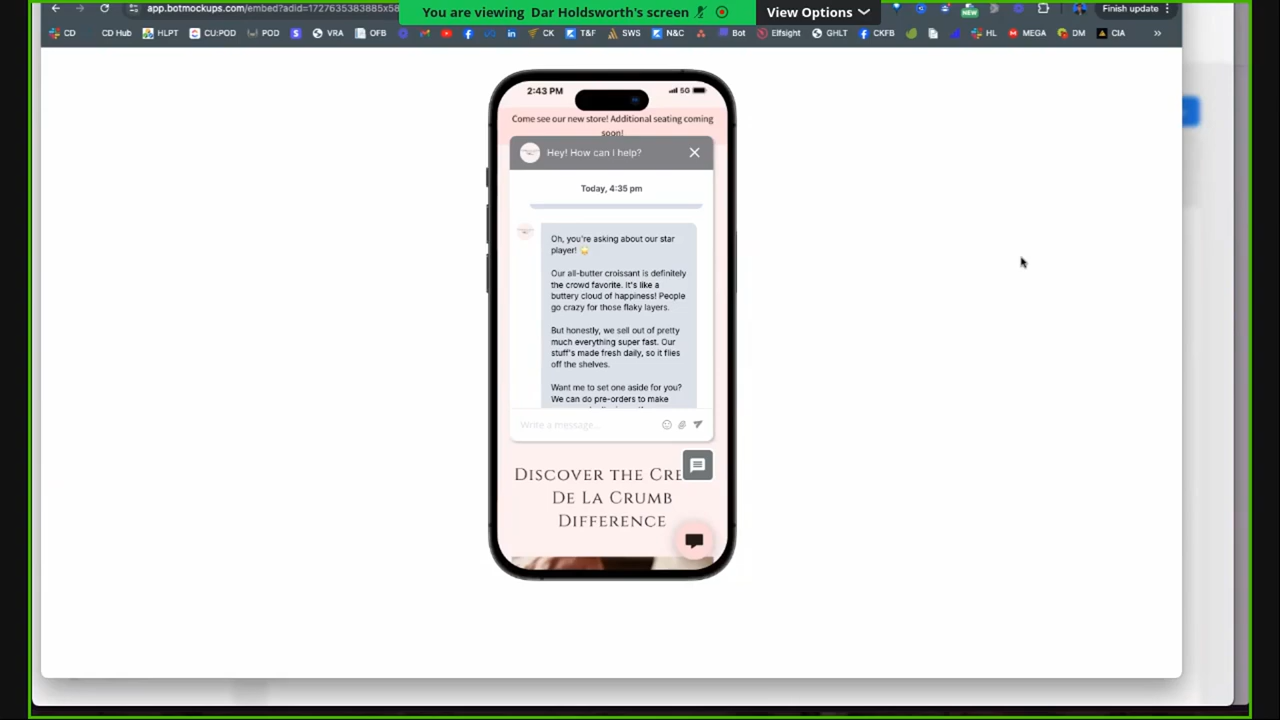 You are viewing Dar Holdsworth's screen
View Options
app.botmockups.com/embed?adid=1727635383885x58
NEW
Finish update
CD
CD Hub
HLPT
CU:POD
POD
VRA
OFB
CK
T&F
SWS
N&C
Bot
Elfsight
GHLT
CKFB
HL
MEGA
DM
CIA
»
2:43 PM
5G
Come see our new store! Additional seating coming
soon!
Hey! How can I help?
Today, 4:35 pm
Oh, you're asking about our star
player!
Our all-butter croissant is definitely
the crowd favorite. It's like a
buttery cloud of happiness! People
go crazy for those flaky layers.
But honestly, we sell out of pretty
much everything super fast. Our
stuff's made fresh daily, so it flies
off the shelves.
Want me to set one aside for you?
We can do pre-orders to make
Write a message...
Discover the Cre
De La Crumb
Difference